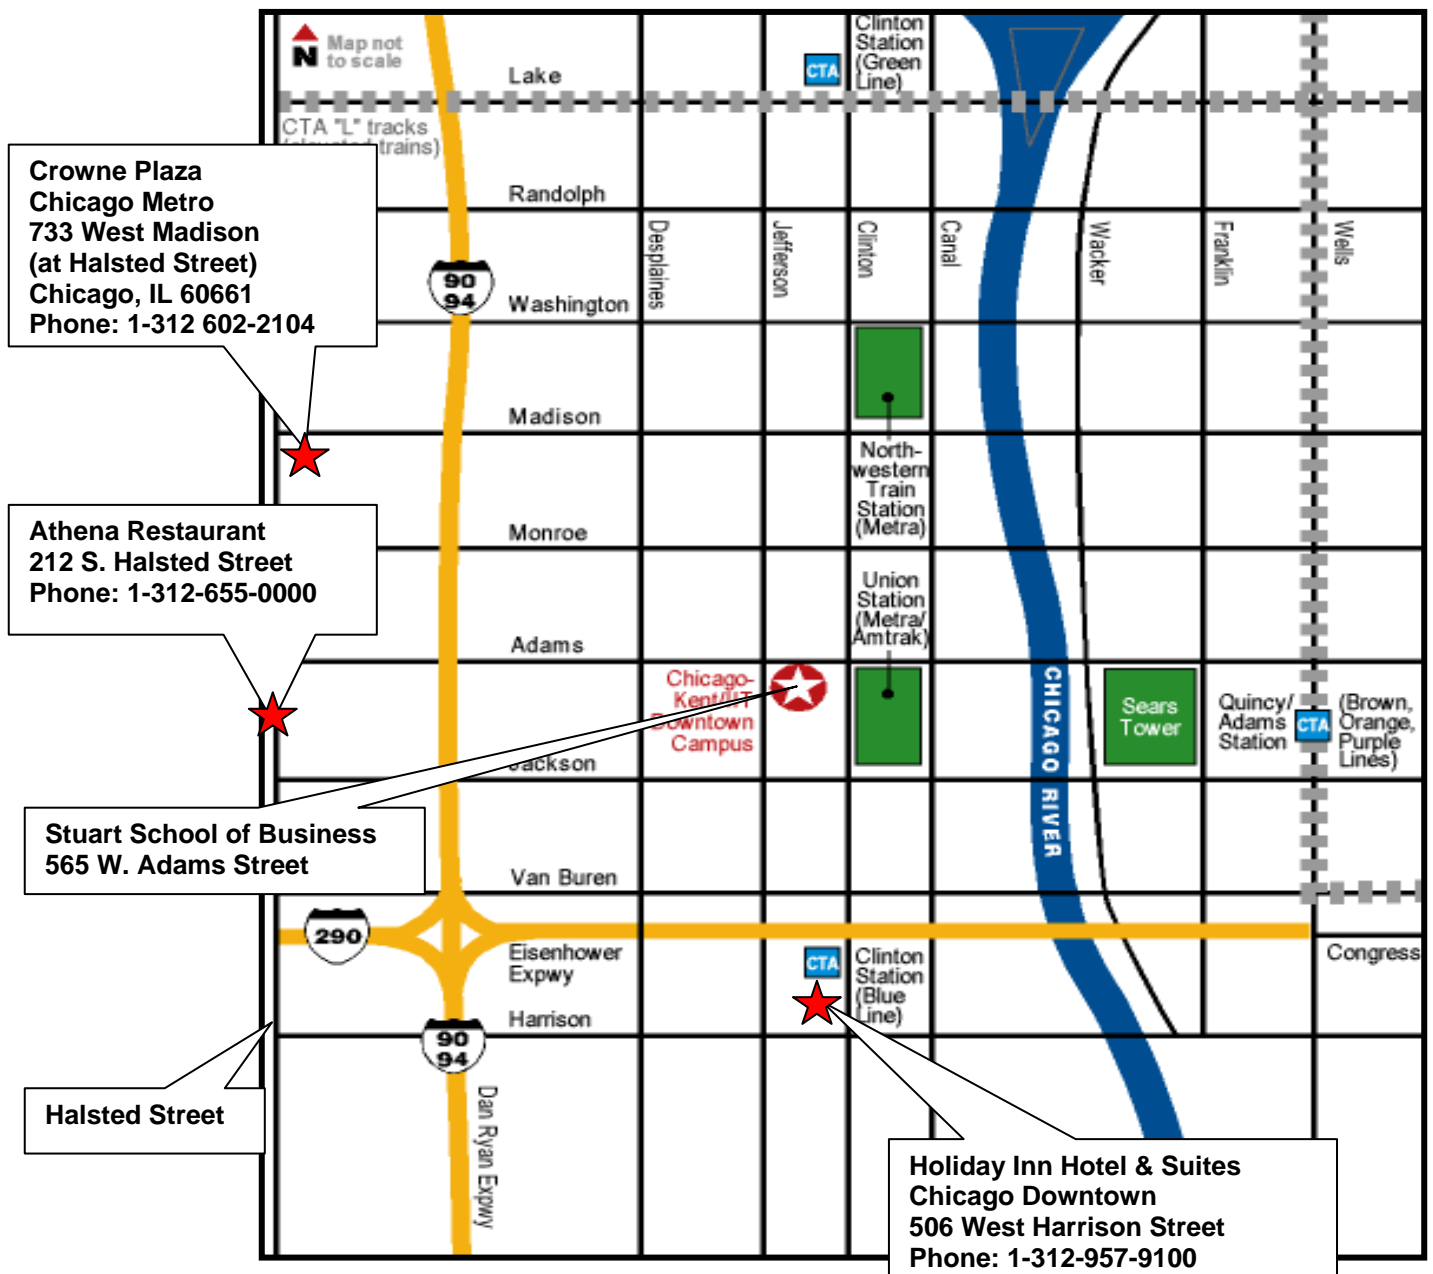 N
Map not
to scale
Lake
CTA
Clinton
Station
(Green
Line)
CTA "L" tracks
trains)
Crowne Plaza
Chicago Metro
733 West Madison
(at Halsted Street)
Chicago, IL 60661
Phone: 1-312 602-2104
Randolph
Desplaines
Jefferson
Clinton
Canal
Wacker
Franklin
Wells
90
94
Washington
Madison
North-
western
Train
Station
(Metra)
Athena Restaurant
212 S. Halsted Street
Phone: 1-312-655-0000
Monroe
Union
Station
(Metra/
Amtrak)
Adams
Chicago-
Kent/IIT
Downtown
Campus
CHICAGO RIVER
Sears
Tower
Quincy/
Adams
Station
CTA
(Brown,
Orange,
Purple
Lines)
Jackson
Stuart School of Business
565 W. Adams Street
Van Buren
290
Eisenhower
Expwy
CTA
Clinton
Station
(Blue
Line)
Congress
Harrison
90
94
Dan Ryan Expwy
Halsted Street
Holiday Inn Hotel & Suites
Chicago Downtown
506 West Harrison Street
Phone: 1-312-957-9100